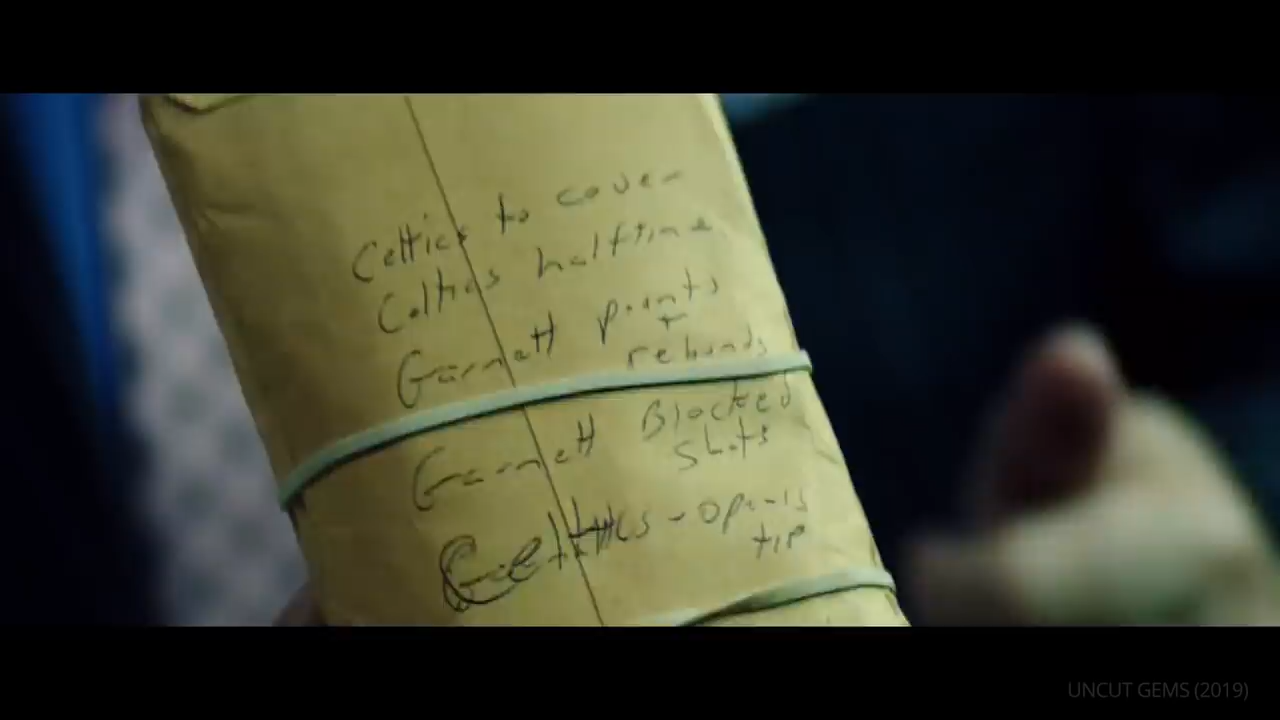 Celtics to cover
Celtics halftime
Garnett points
+
rebounds
Garnett Blocked
Shots
Celtics - opening
tip
UNCUT GEMS (2019)